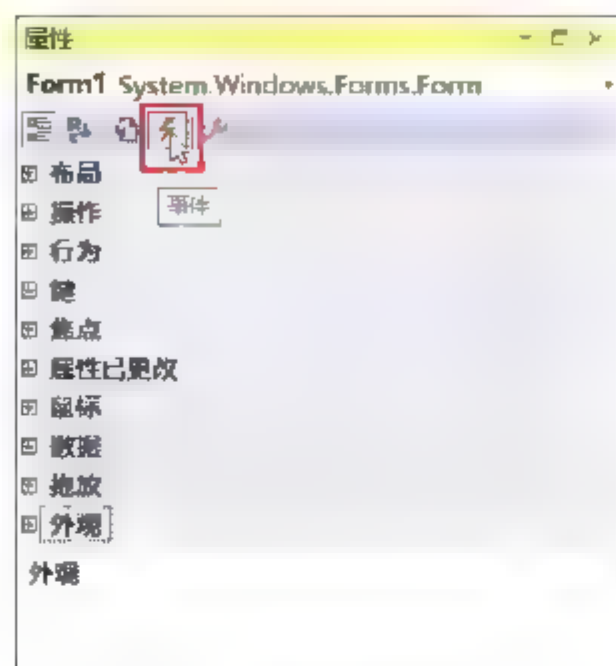 属性
Form1 System.Windows.Forms.Form
布局
操作
事件
行为
键
焦点
属性已更改
鼠标
数据
拖放
外观
外观